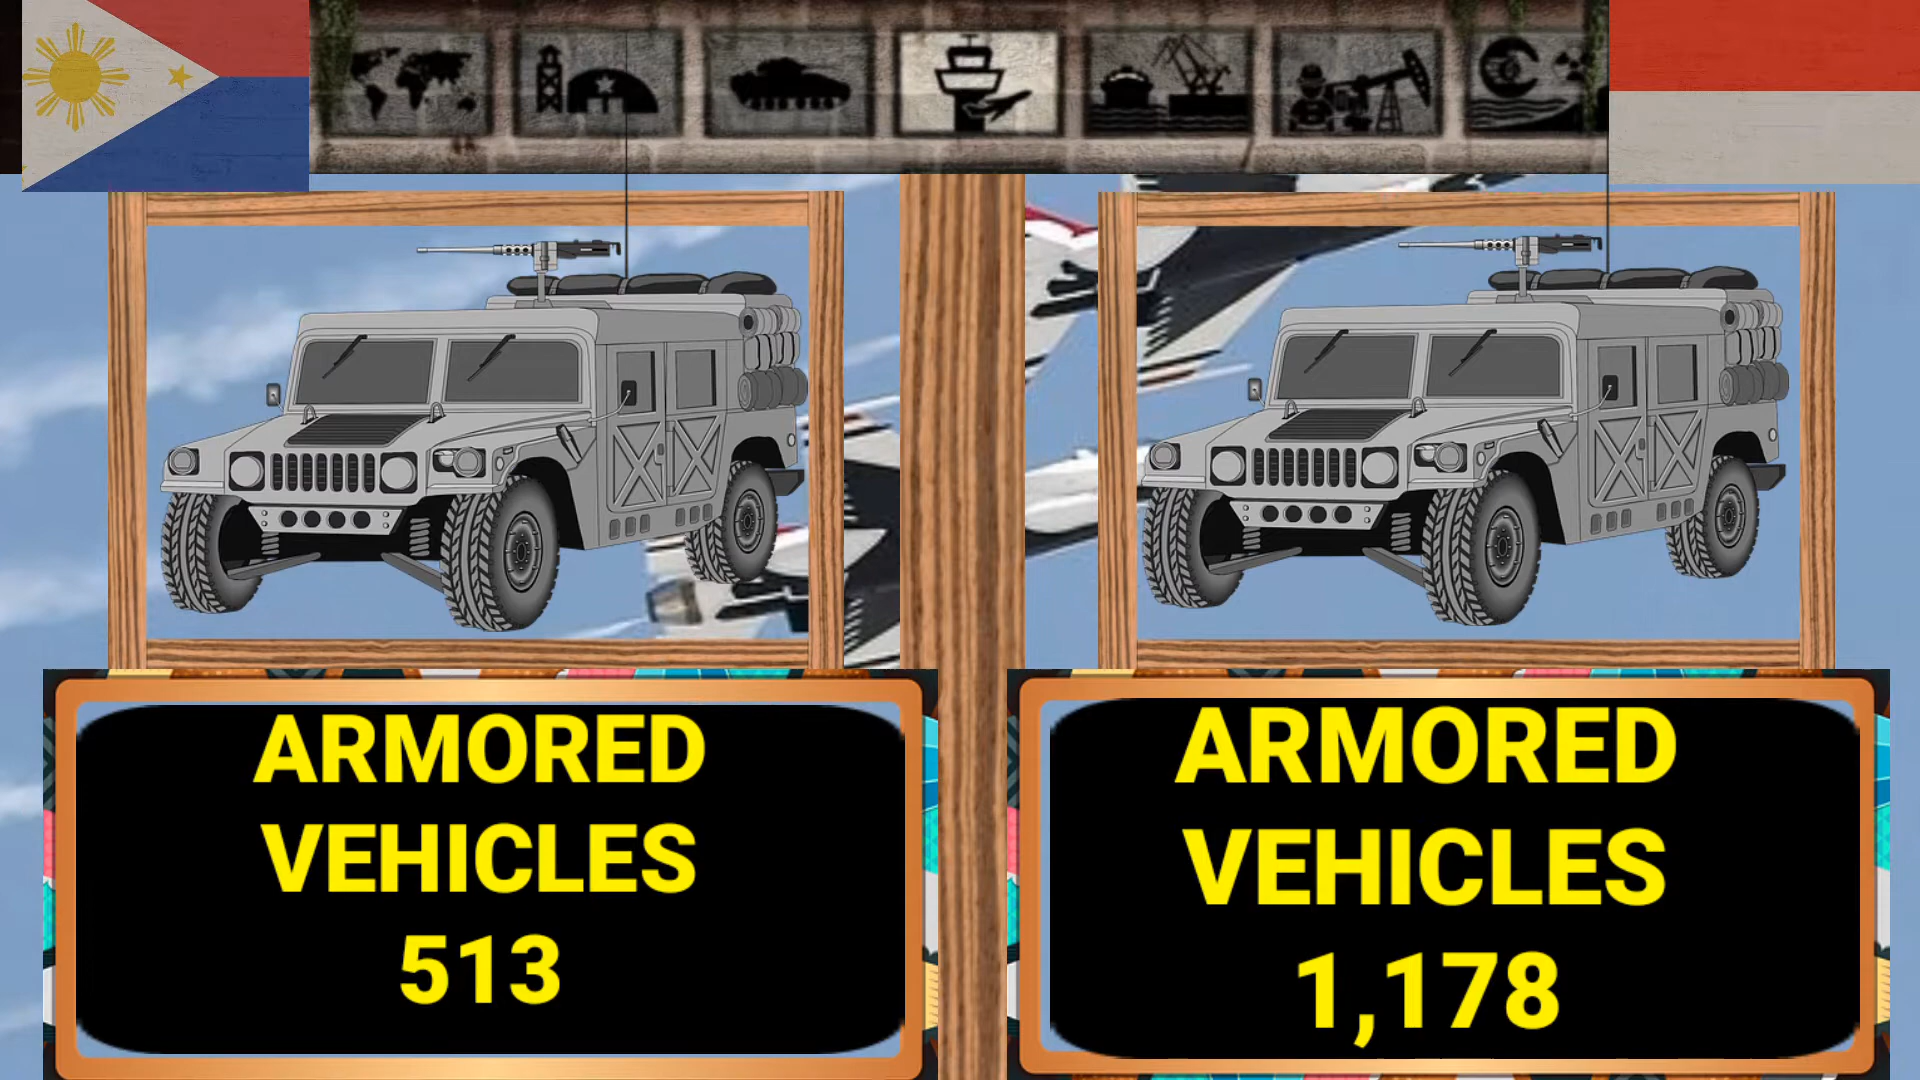 ARMORED
VEHICLES
513
ARMORED
VEHICLES
1,178